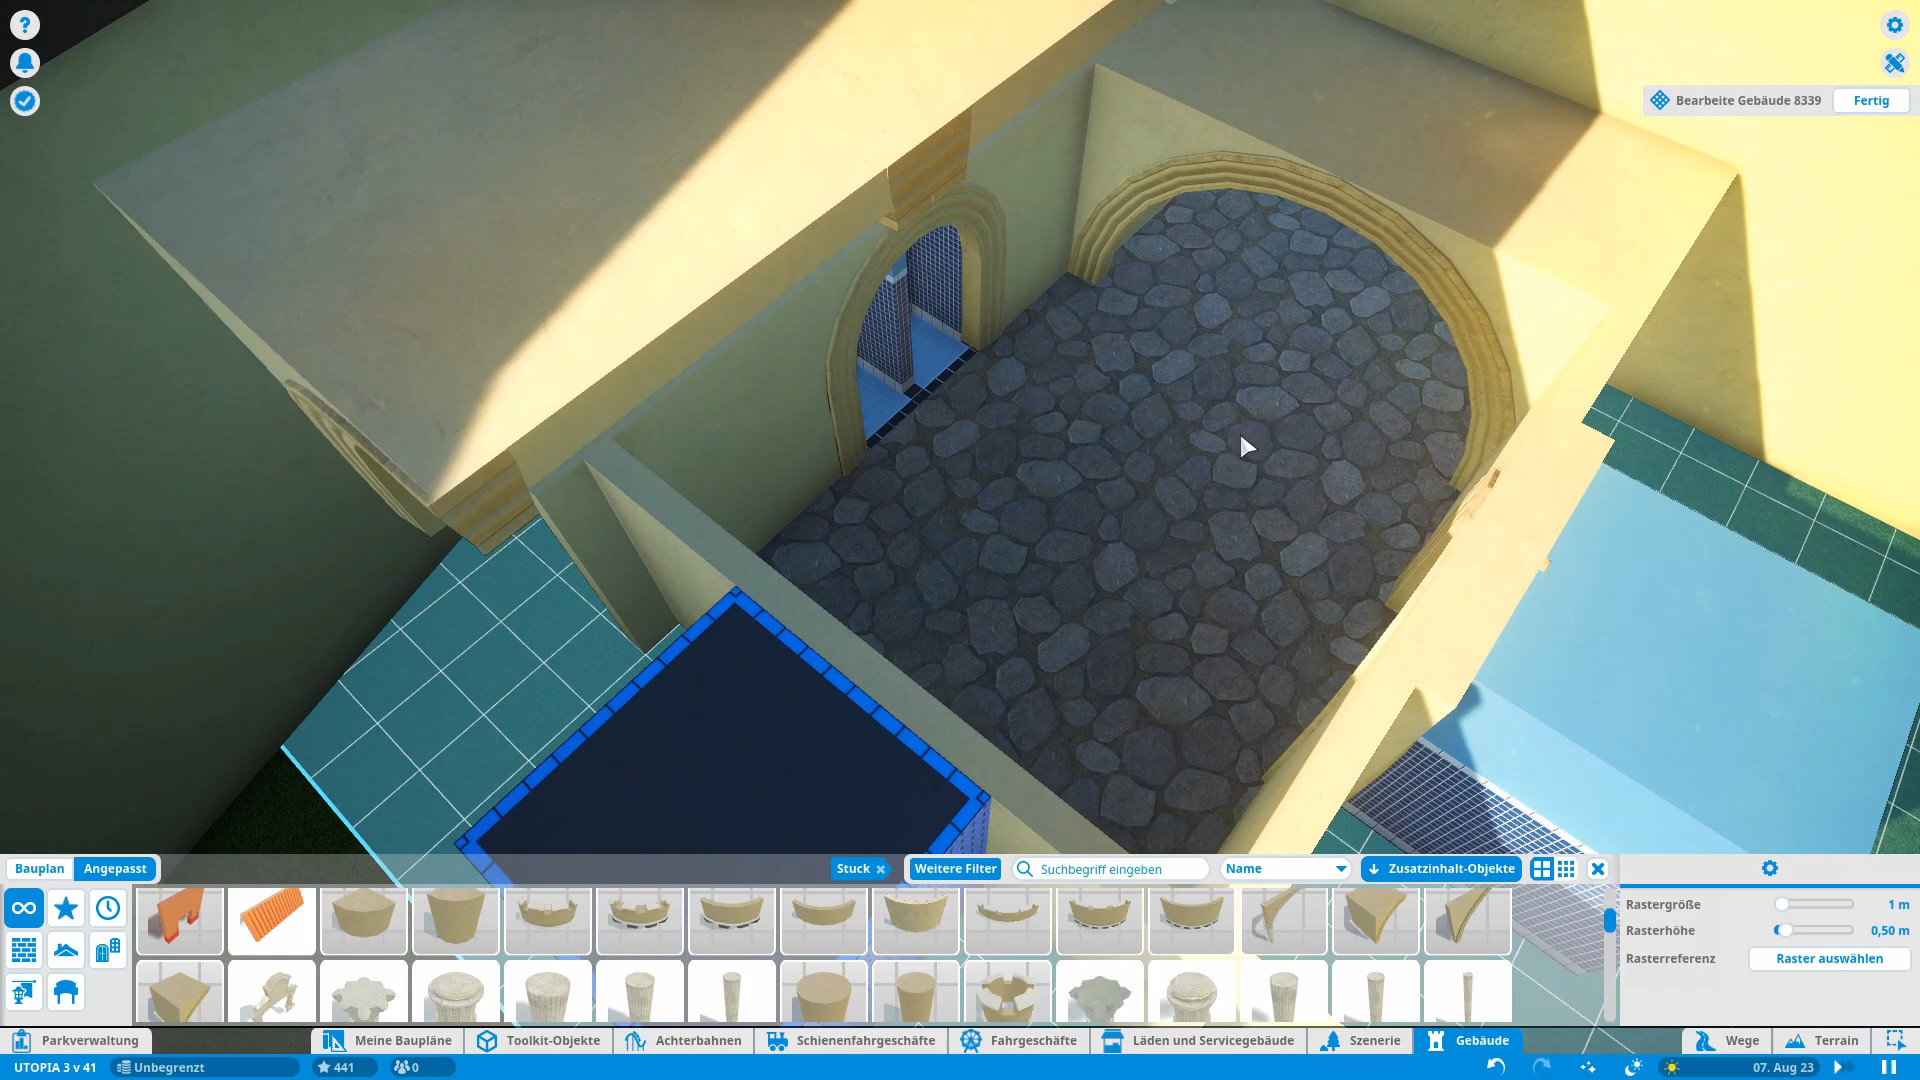 ?
Bearbeite Gebäude 8339
Fertig
Bauplan
Angepasst
Stuck
Weitere Filter
Suchbegriff eingeben
Name
Zusatzinhalt-Objekte
Rastergröße
1 m
Rasterhöhe
0,50 m
Rasterreferenz
Raster auswählen
Parkverwaltung
Meine Baupläne
Toolkit-Objekte
Achterbahnen
Schienenfahrgeschäfte
Fahrgeschäfte
Läden und Servicegebäude
Szenerie
Gebäude
Wege
Terrain
UTOPIA 3 v 41
Unbegrenzt
441
0
07. Aug 23